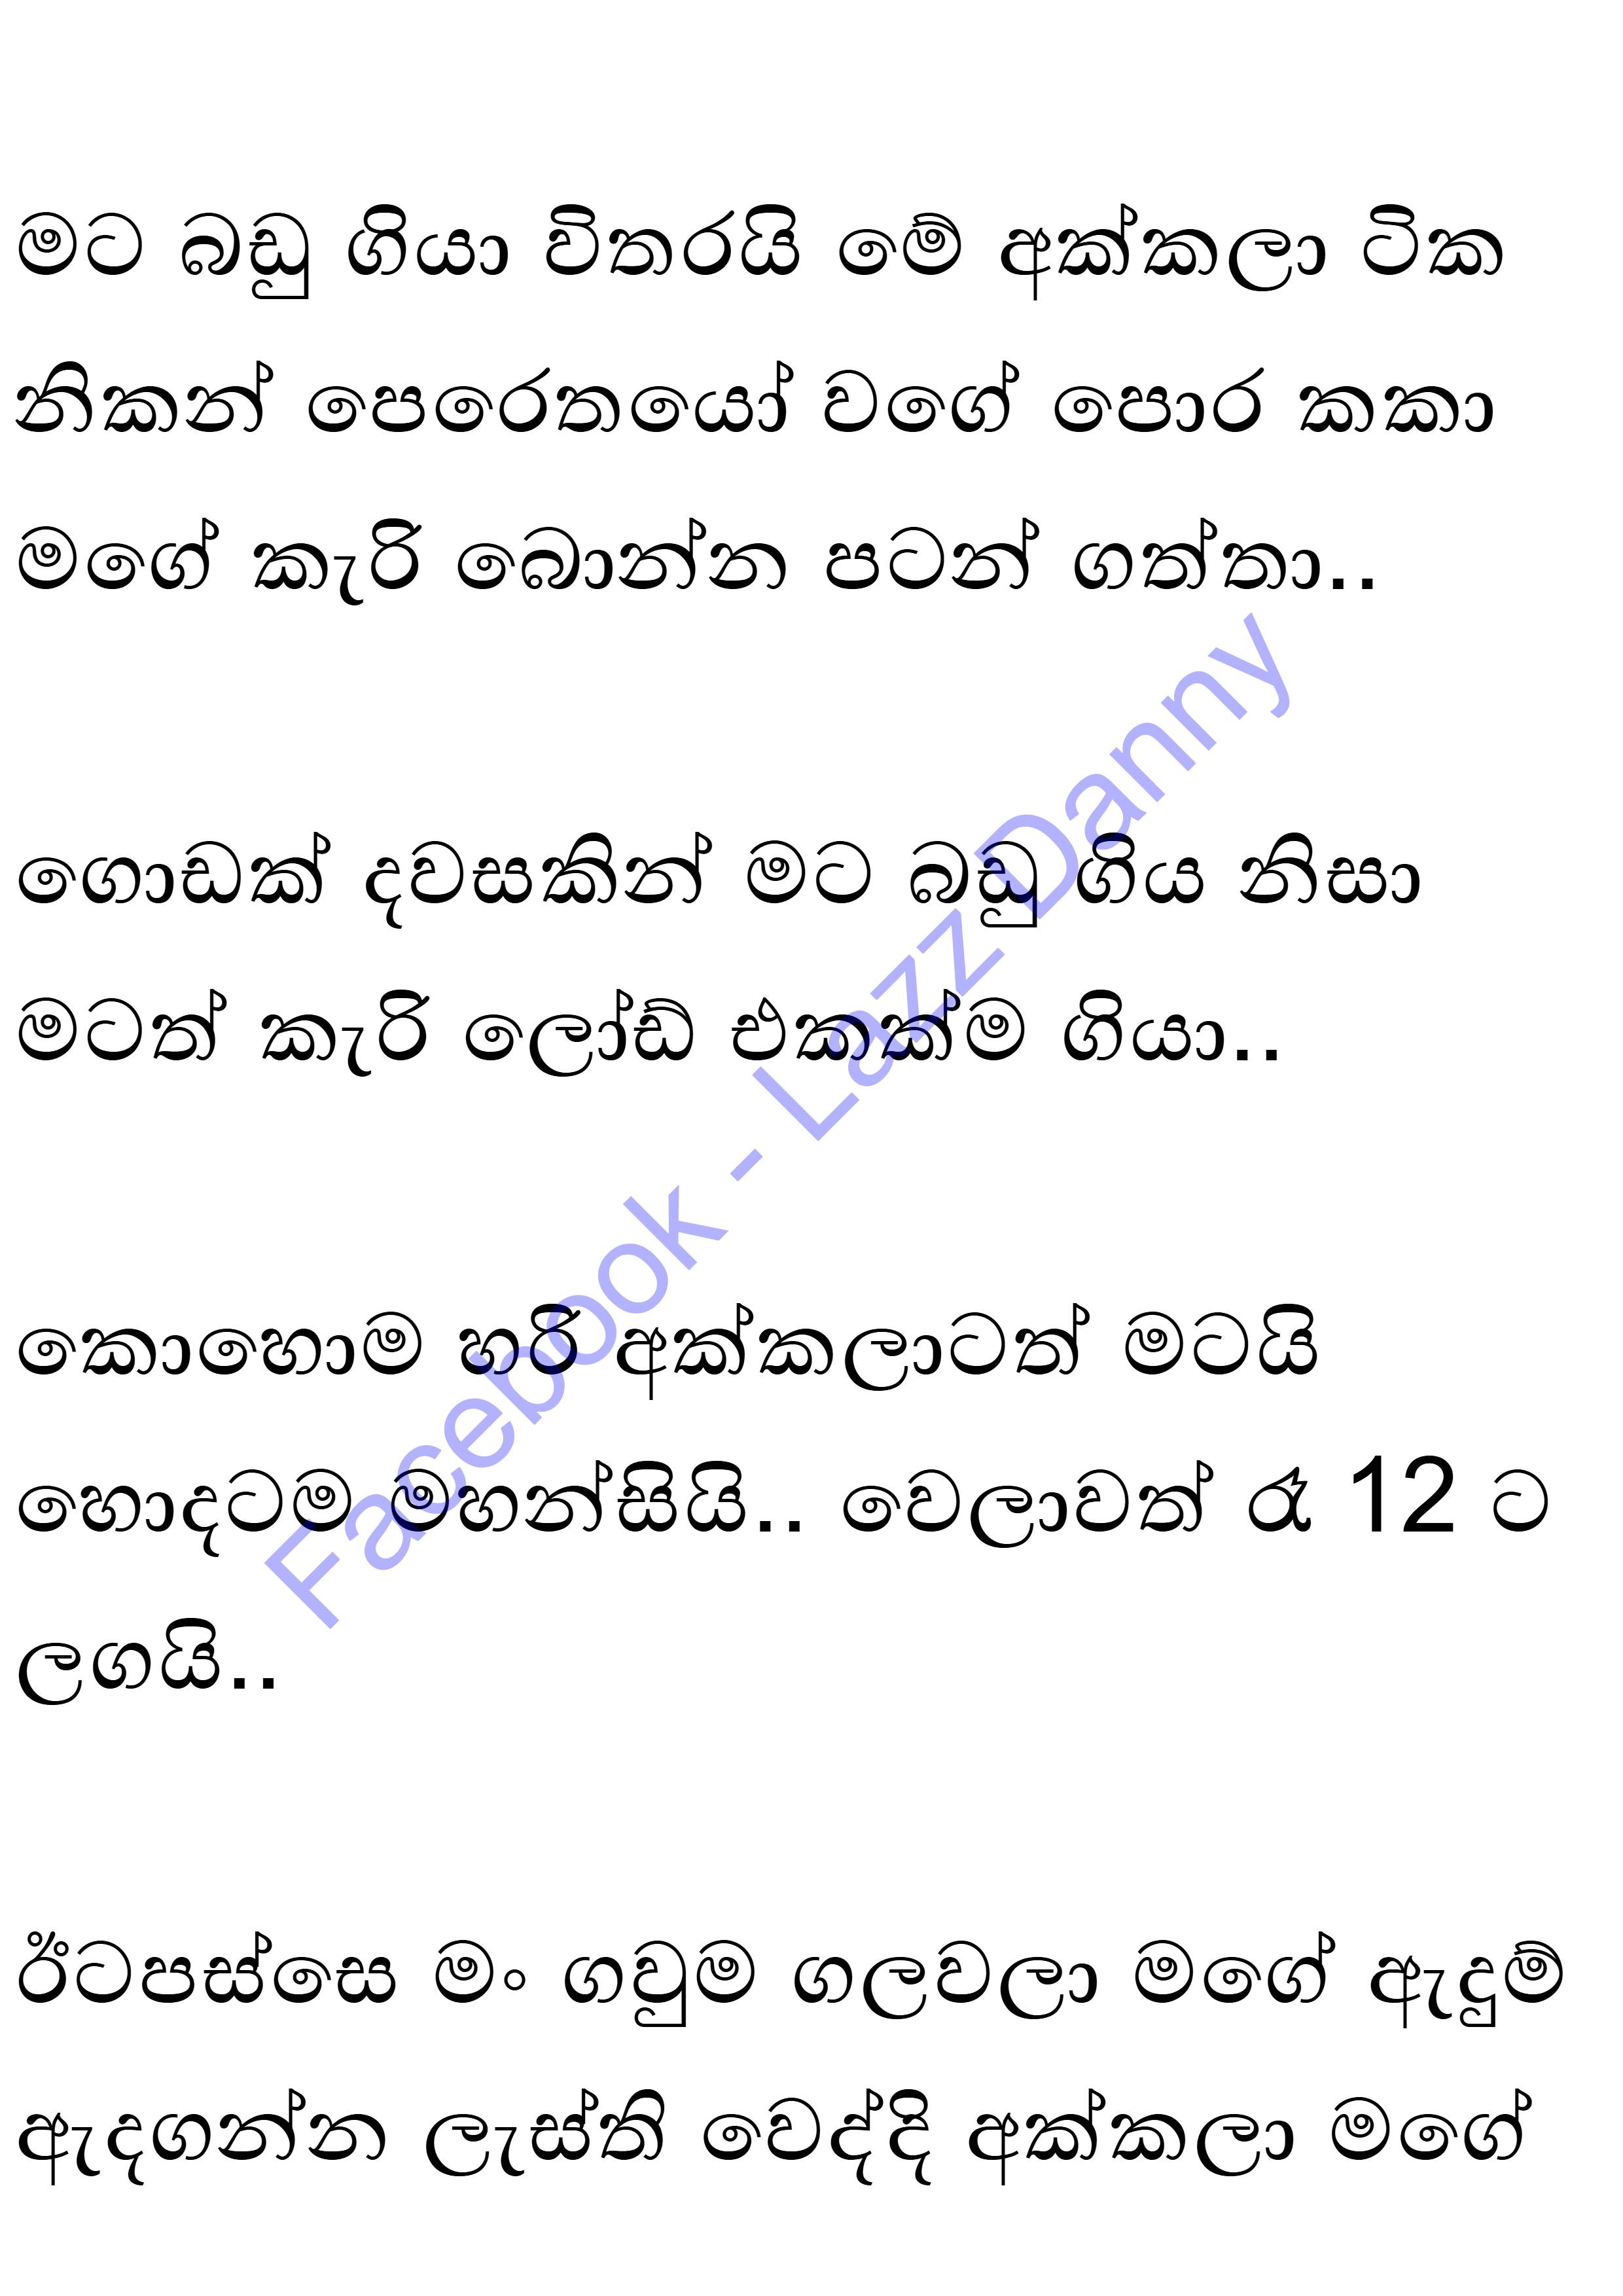 මට බඩු ගියා විතරයි මේ අක්කලා ටික
නිකන් පෙරෙතයෝ වගේ පොර කකා
මගේ කැරි බොන්න පටන් ගත්තා..
ගොඩක් දවසකින් මට බඩු ගිය නිසා
මටත් කැරි ලෝඩ් එකක්ම ගියා..
කොහොම හරි අක්කලාටත් මටයි
හොදටම මහන්සියි.. වෙලාවත් රෑ 12 ට
ලගයි..
ඊටපස්සෙ මං ගවුම ගලවලා මගේ ඇදුම්
ඇදගන්න ලැස්ති වෙද්දි අක්කලා මගේ
Facebook - Lazz Danny